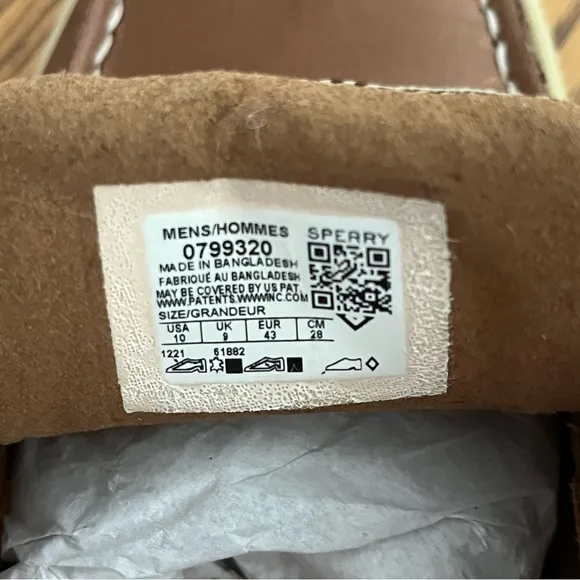 MENS/HOMMES SPERRY
0799320
MADE IN BANGLADESH
FABRIQUÉ AU BANGLADESH
MAY BE COVERED BY US PAT.
WWW.PATENTS.WWWINC.COM
SIZE/GRANDEUR
USA UK EUR CM
10 9 43 28
1221 61882